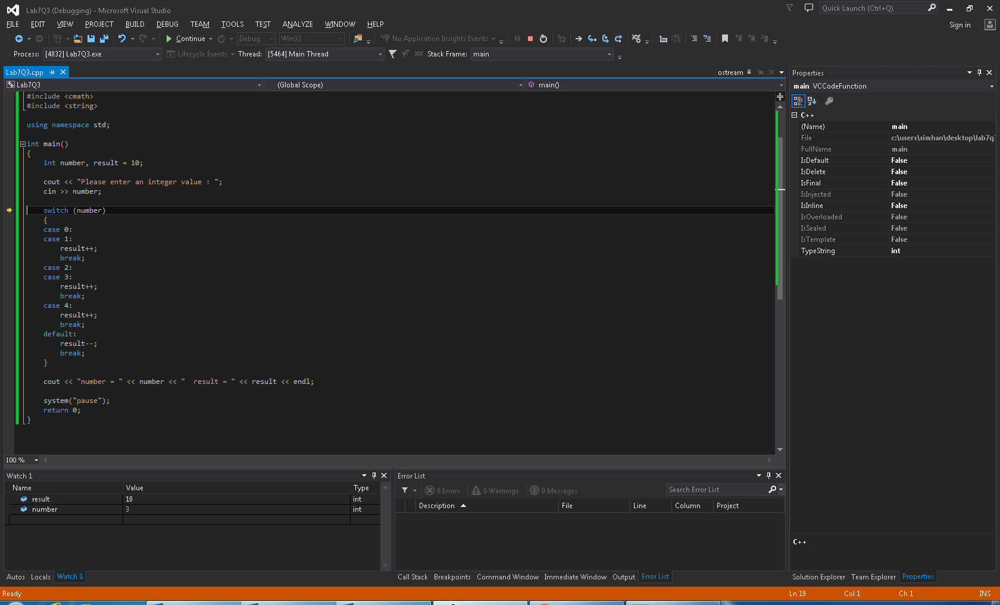 Lab7Q3 (Debugging) - Microsoft Visual Studio
Quick Launch (Ctrl+Q)
FILE EDIT VIEW PROJECT BUILD DEBUG TEAM TOOLS TEST ANALYZE WINDOW HELP
Sign in
Continue Debug Win32 No Application Insights Events
Process: [4832] Lab7Q3.exe Lifecycle Events Thread: [5464] Main Thread Stack Frame: main
Lab7Q3.cpp
ostream
Lab7Q3 (Global Scope) main()
#include <cmath>
#include <string>
using namespace std;
int main()
{
int number, result = 10;
cout << "Please enter an integer value : ";
cin >> number;
switch (number)
{
case 0:
case 1:
result++;
break;
case 2:
case 3:
result++;
break;
case 4:
result++;
break;
default:
result--;
break;
}
cout << "number = " << number << "  result = " << result << endl;
system("pause");
return 0;
}
100 %
Properties
main VCCodeFunction
C++
(Name) main
File c:\users\simhan\desktop\lab7q3
FullName main
IsDefault False
IsDelete False
IsFinal False
IsInjected False
IsInline False
IsOverloaded False
IsSealed False
IsTemplate False
TypeString int
C++
Watch 1
Name Value Type
result 10 int
number 3 int
Error List
0 Errors 0 Warnings 0 Messages
Search Error List
Description File Line Column Project
Autos Locals Watch 1
Call Stack Breakpoints Command Window Immediate Window Output Error List
Solution Explorer Team Explorer Properties
Ready
Ln 19 Col 1 Ch 1 INS